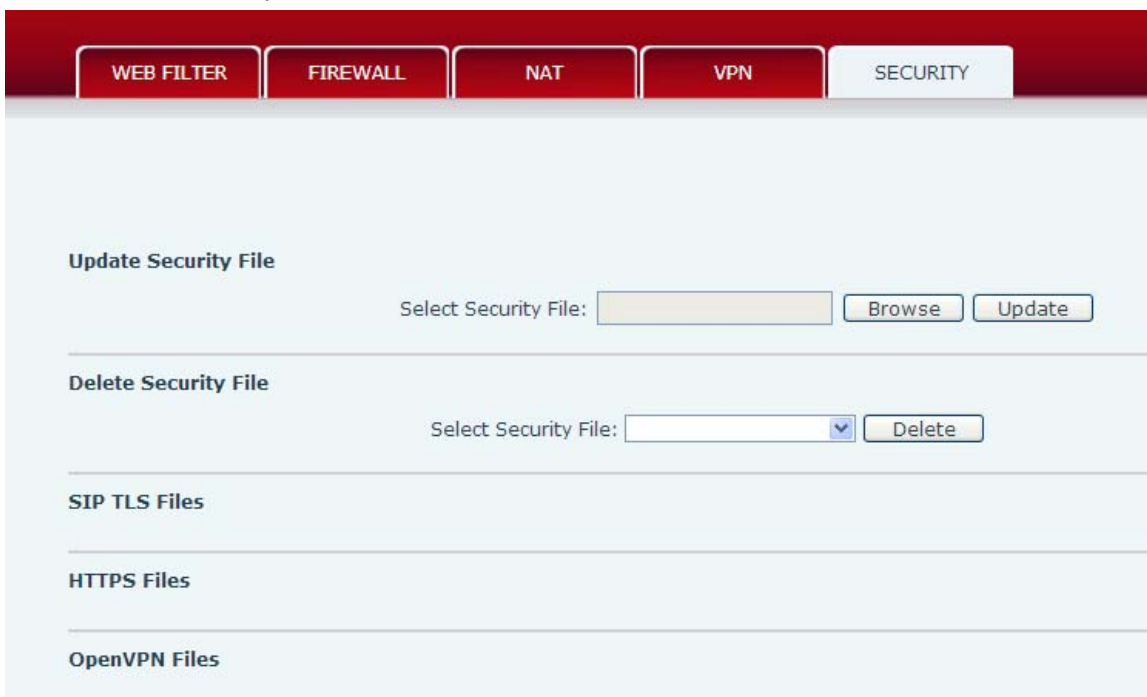 WEB FILTER FIREWALL NAT VPN SECURITY
Update Security File
Select Security File: Browse Update
Delete Security File
Select Security File: Delete
SIP TLS Files
HTTPS Files
OpenVPN Files